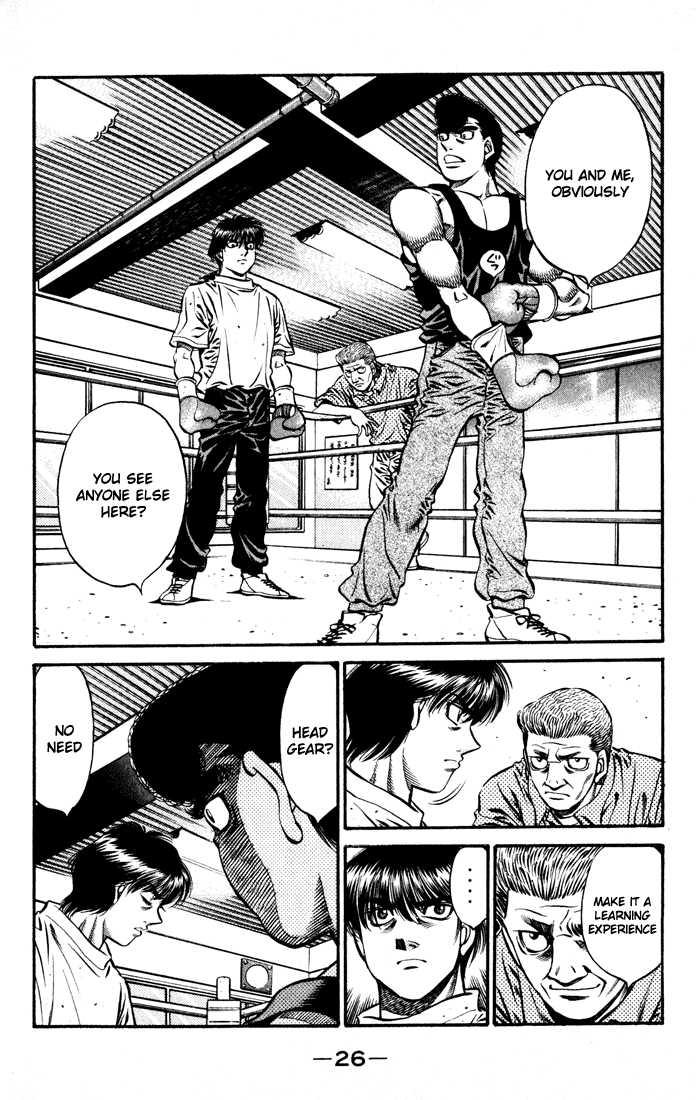 YOU AND ME,
OBVIOUSLY
YOU SEE
ANYONE ELSE
HERE?
MAKE IT A
LEARNING
EXPERIENCE
....
HEAD
GEAR?
NO
NEED
—26—